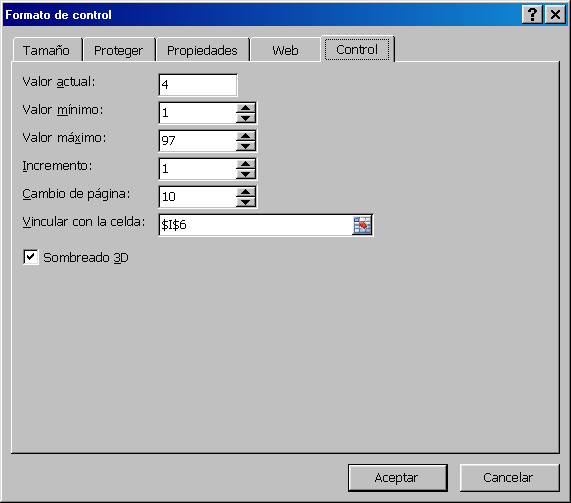 Formato de control
Tamaño Proteger Propiedades Web Control
Valor actual: 4
Valor mínimo: 1
Valor máximo: 97
Incremento: 1
Cambio de página: 10
Vincular con la celda: $I$6
Sombreado 3D
Aceptar Cancelar